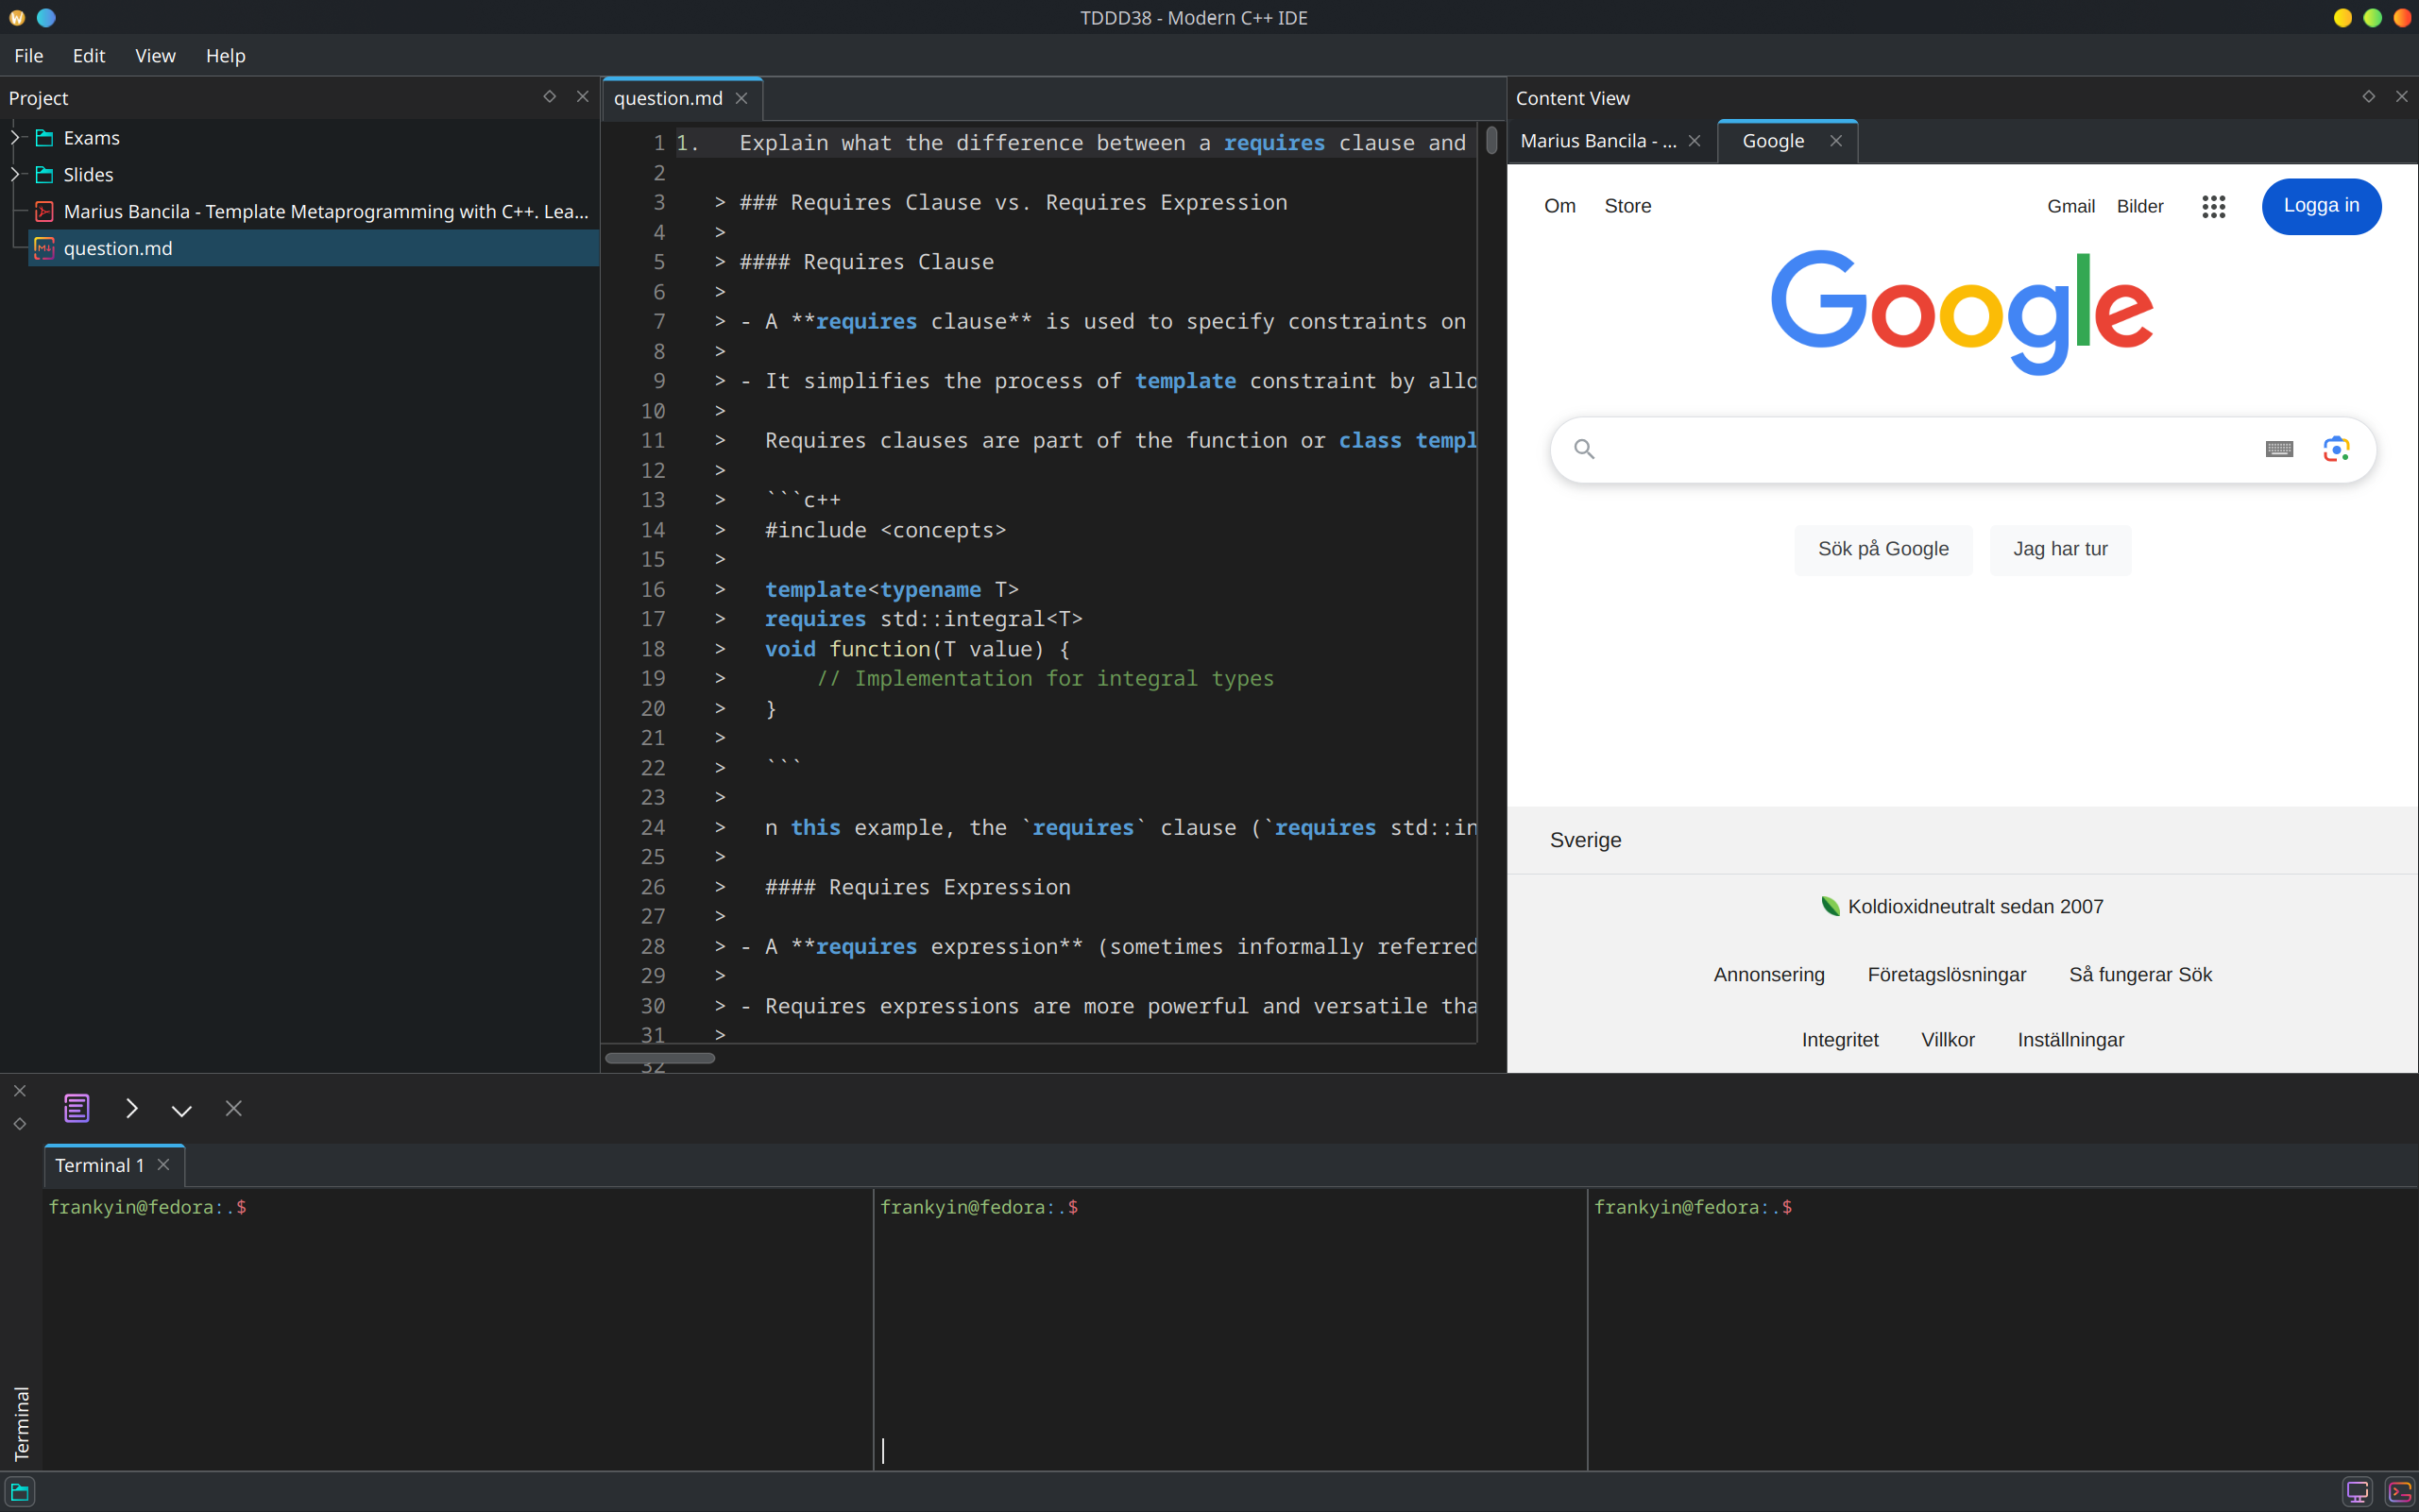 TDDD38 - Modern C++ IDE
File Edit View Help
Project
Exams
Slides
Marius Bancila - Template Metaprogramming with C++. Lea...
question.md
question.md
1 1. Explain what the difference between a requires clause and
2
3 > ### Requires Clause vs. Requires Expression
4 >
5 > #### Requires Clause
6 >
7 > - A **requires clause** is used to specify constraints on
8 >
9 > - It simplifies the process of template constraint by allo
10 >
11 > Requires clauses are part of the function or class templ
12 >
13 > ```c++
14 > #include <concepts>
15 >
16 > template<typename T>
17 > requires std::integral<T>
18 > void function(T value) {
19 > // Implementation for integral types
20 > }
21 >
22 > ```
23 >
24 > n this example, the `requires` clause (`requires std::in
25 >
26 > #### Requires Expression
27 >
28 > - A **requires expression** (sometimes informally referred
29 >
30 > - Requires expressions are more powerful and versatile tha
31 >
32
Content View
Marius Bancila - ... Google
Om Store Gmail Bilder Logga in
Google
Sök på Google Jag har tur
Sverige
Koldioxidneutralt sedan 2007
Annonsering Företagslösningar Så fungerar Sök
Integritet Villkor Inställningar
Terminal 1
frankyin@fedora:.$ frankyin@fedora:.$ frankyin@fedora:.$
Terminal